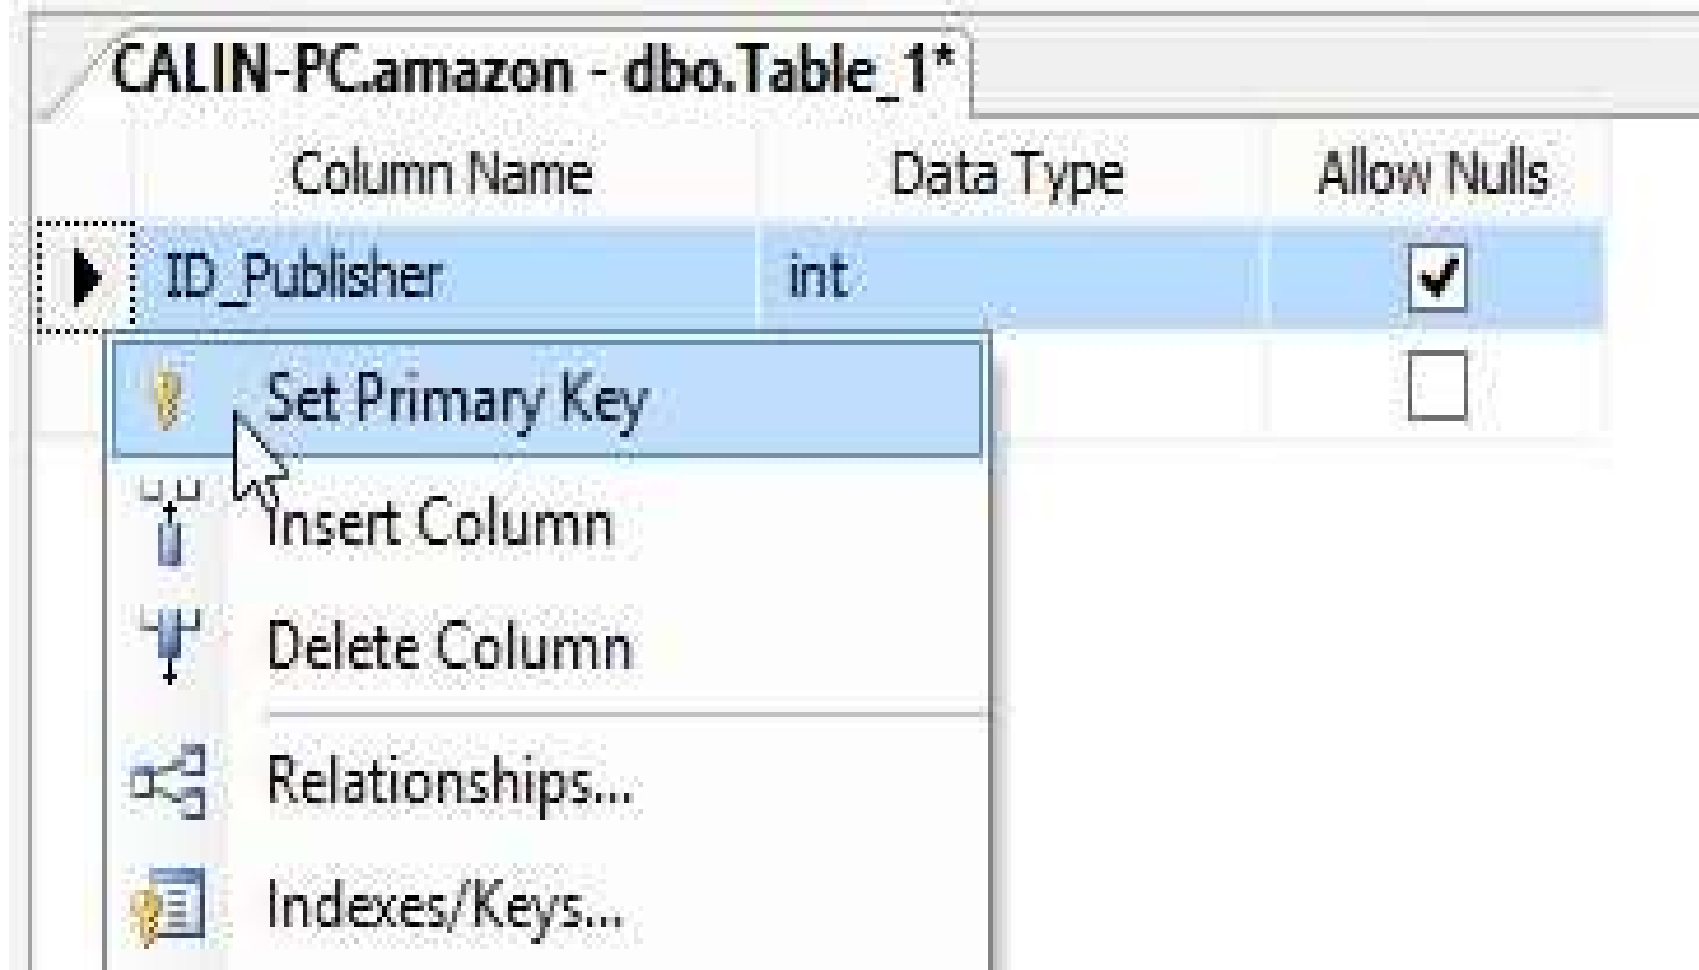 CALIN-PC.amazon - dbo.Table_1*
Column Name Data Type Allow Nulls
ID_Publisher int
Set Primary Key
Insert Column
Delete Column
Relationships...
Indexes/Keys...